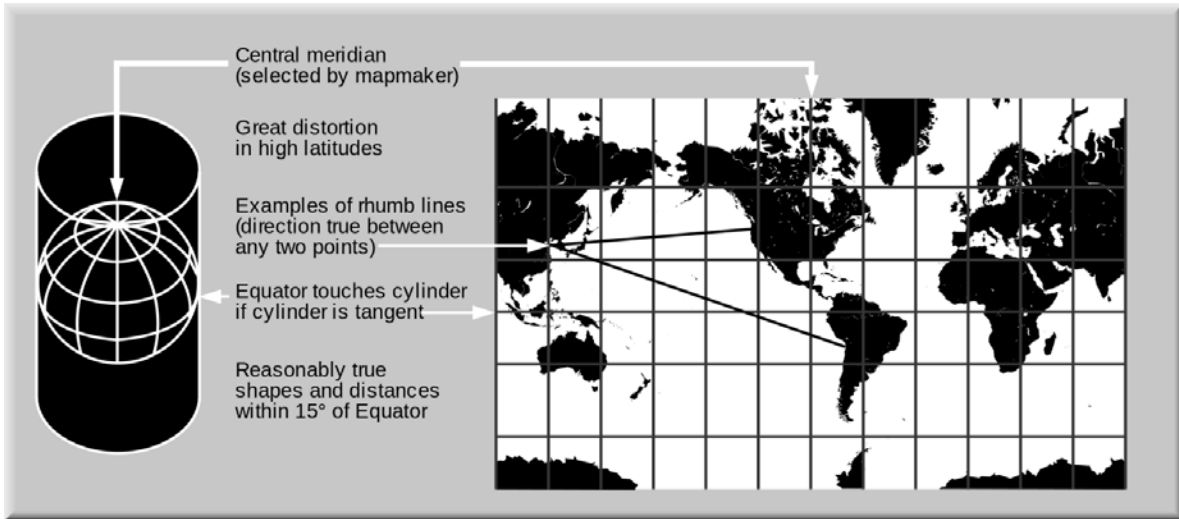 Central meridian
(selected by mapmaker)
Great distortion
in high latitudes
Examples of rhumb lines
(direction true between
any two points)
Equator touches cylinder
if cylinder is tangent
Reasonably true
shapes and distances
within 15° of Equator